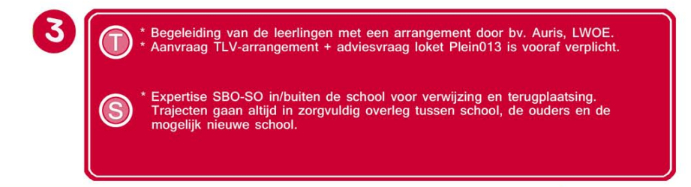 3
T
* Begeleiding van de leerlingen met een arrangement door bv. Auris, LWOE.
* Aanvraag TLV-arrangement + adviesvraag loket Plein013 is vooraf verplicht.
S
* Expertise SBO-SO in/buiten de school voor verwijzing en terugplaatsing.
Trajecten gaan altijd in zorgvuldig overleg tussen school, de ouders en de
mogelijk nieuwe school.